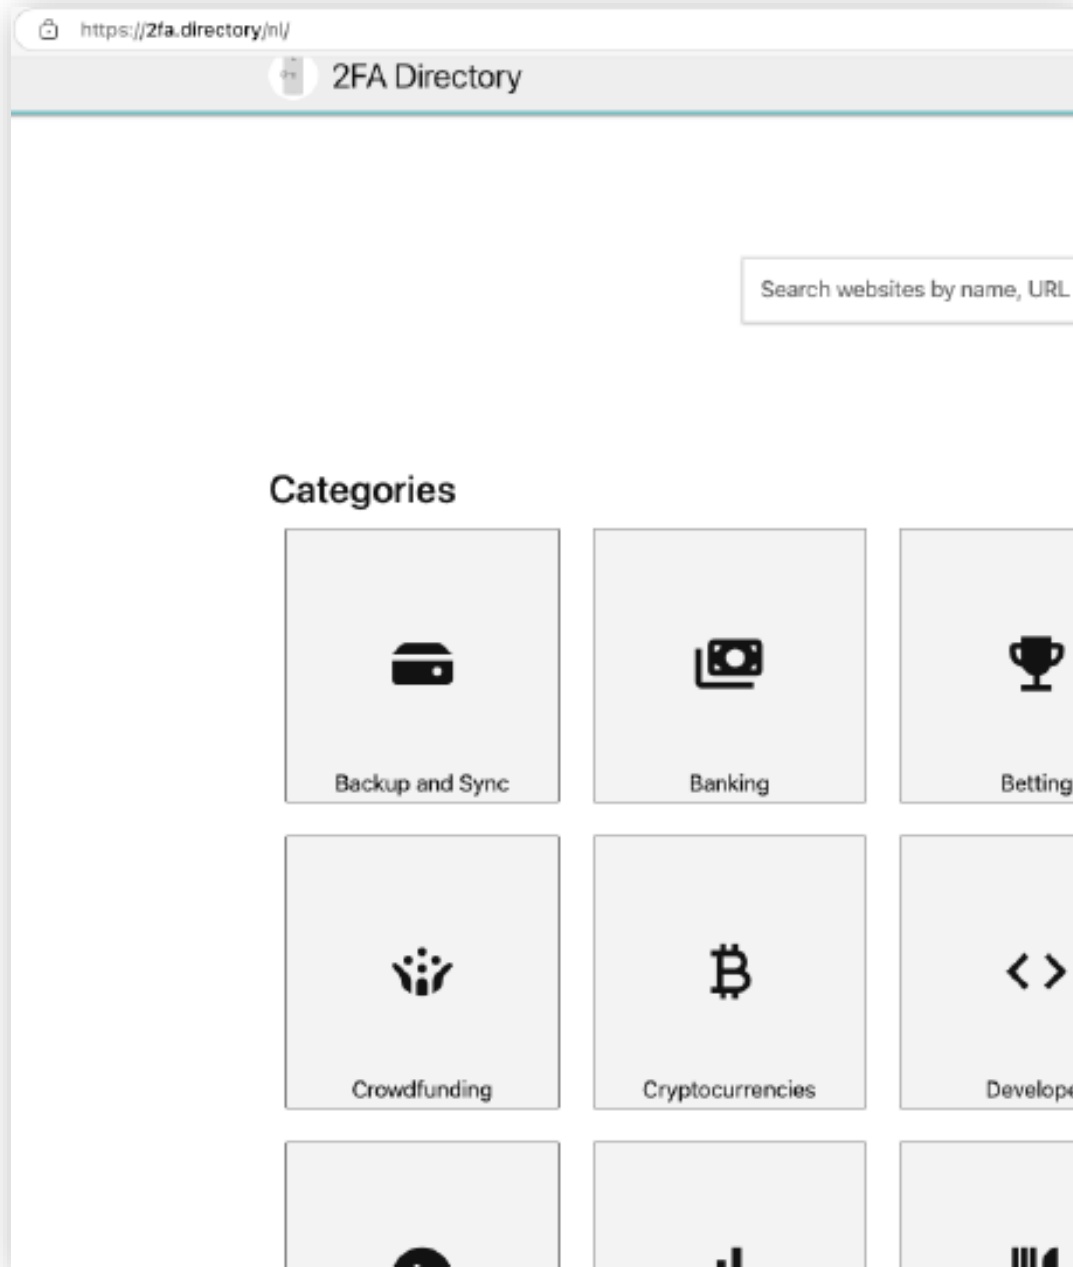 https://2fa.directory/nl/
2FA Directory
Search websites by name, URL
Categories
Backup and Sync
Banking
Betting
Crowdfunding
Cryptocurrencies
Develope